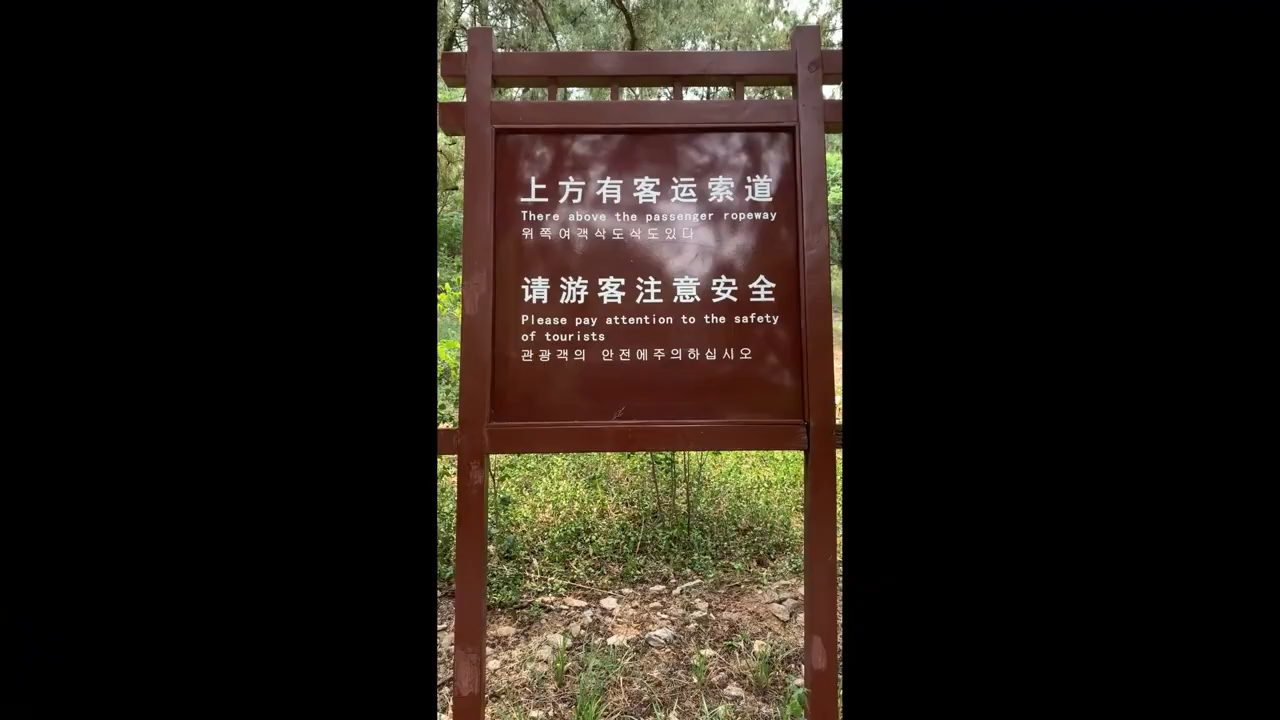 上方有客运索道
There above the passenger ropeway
위쪽여객삭도삭도있다
请游客注意安全
Please pay attention to the safety
of tourists
관광객의 안전에주의하십시오